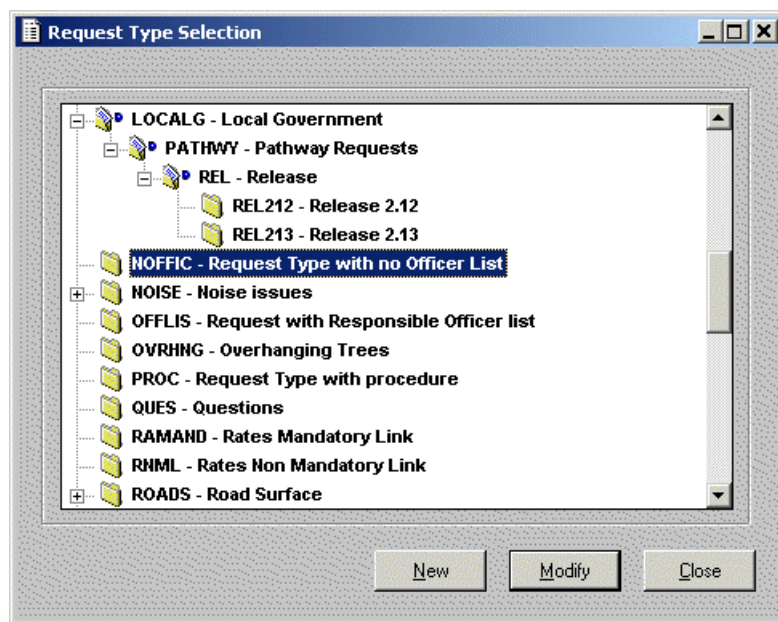 Request Type Selection
LOCALG - Local Government
PATHWY - Pathway Requests
REL - Release
REL212 - Release 2.12
REL213 - Release 2.13
NOFFIC - Request Type with no Officer List
NOISE - Noise issues
OFFLIS - Request with Responsible Officer list
OVRHNG - Overhanging Trees
PROC - Request Type with procedure
QUES - Questions
RAMAND - Rates Mandatory Link
RNML - Rates Non Mandatory Link
ROADS - Road Surface
New Modify Close